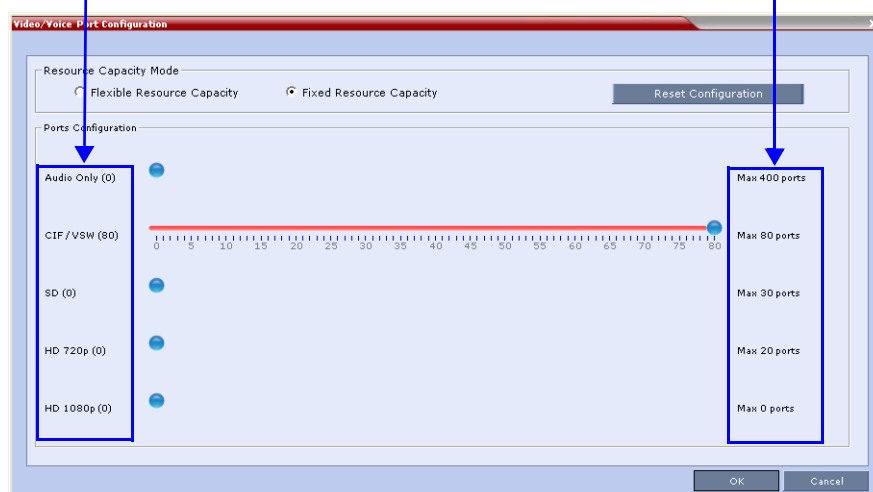 Video/Voice Port Configuration
Resource Capacity Mode
Flexible Resource Capacity
Fixed Resource Capacity
Reset Configuration
Ports Configuration
Audio Only (0)
Max 400 ports
CIF/VSW (80)
0 5 10 15 20 25 30 35 40 45 50 55 60 65 70 75 80
Max 80 ports
SD (0)
Max 30 ports
HD 720p (0)
Max 20 ports
HD 1080p (0)
Max 0 ports
OK
Cancel